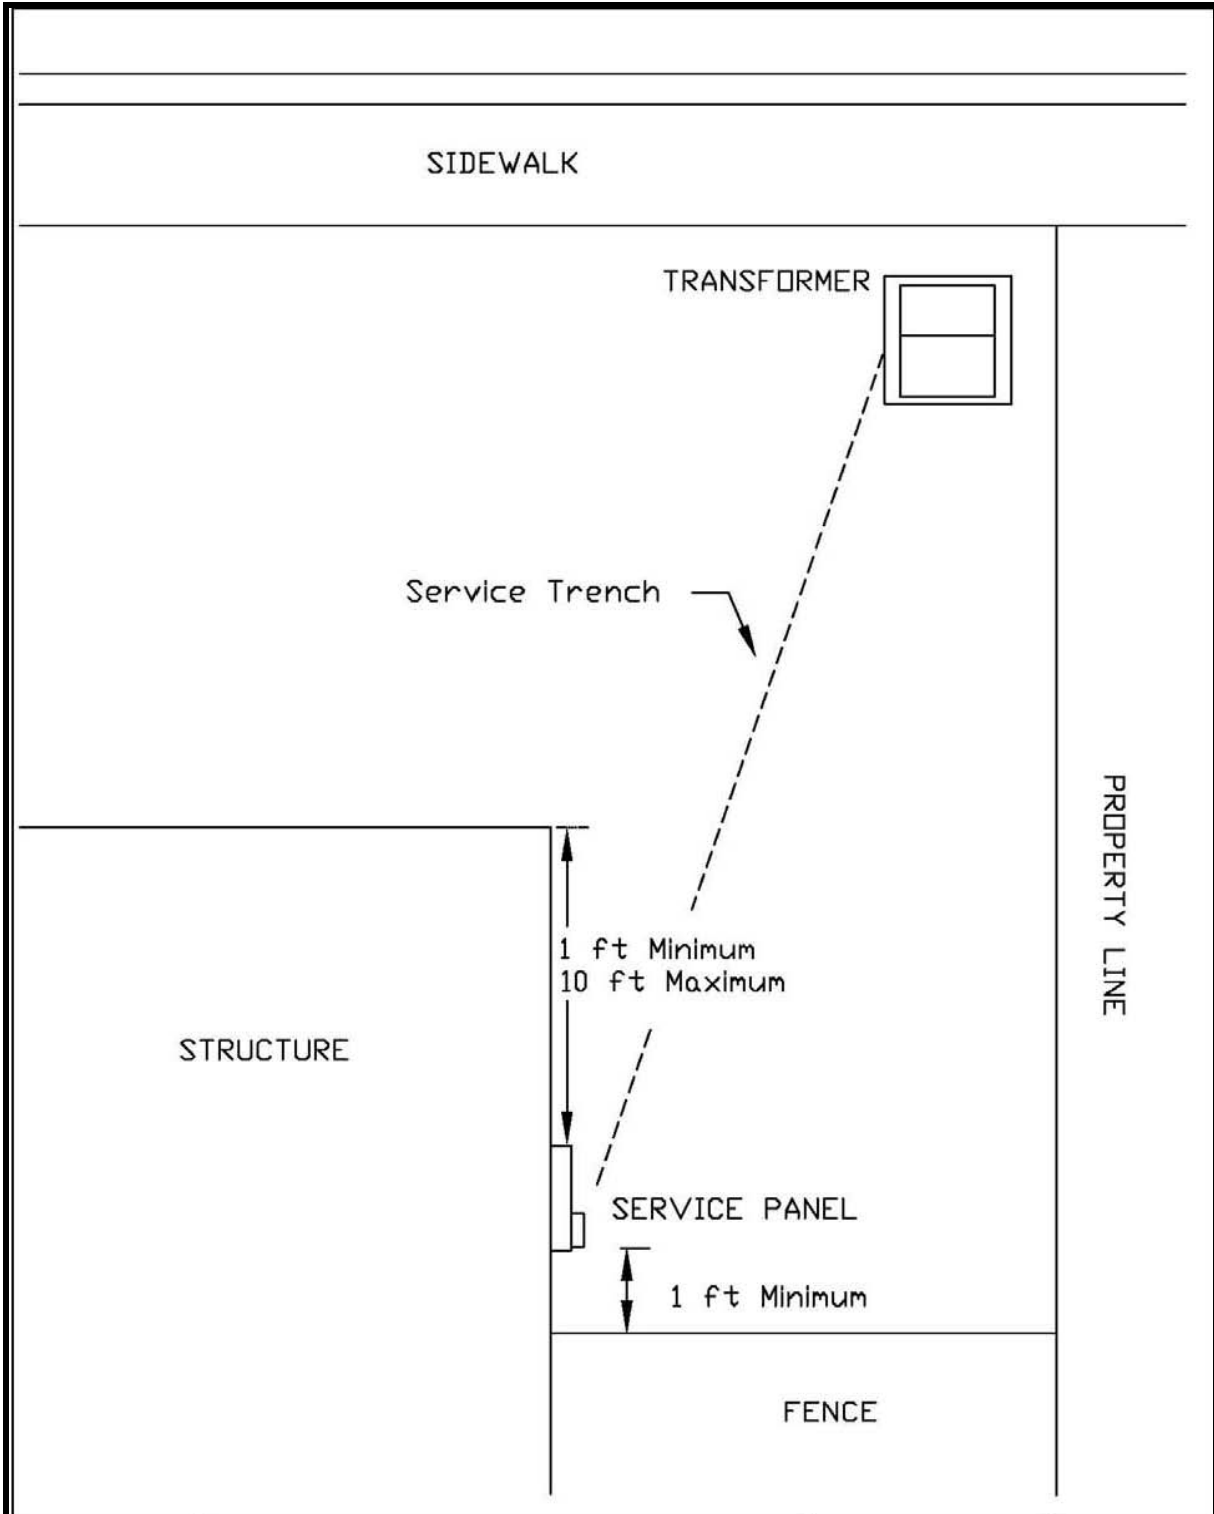 SIDEWALK
TRANSFORMER
Service Trench
PROPERTY LINE
1 ft Minimum
10 ft Maximum
STRUCTURE
SERVICE PANEL
1 ft Minimum
FENCE